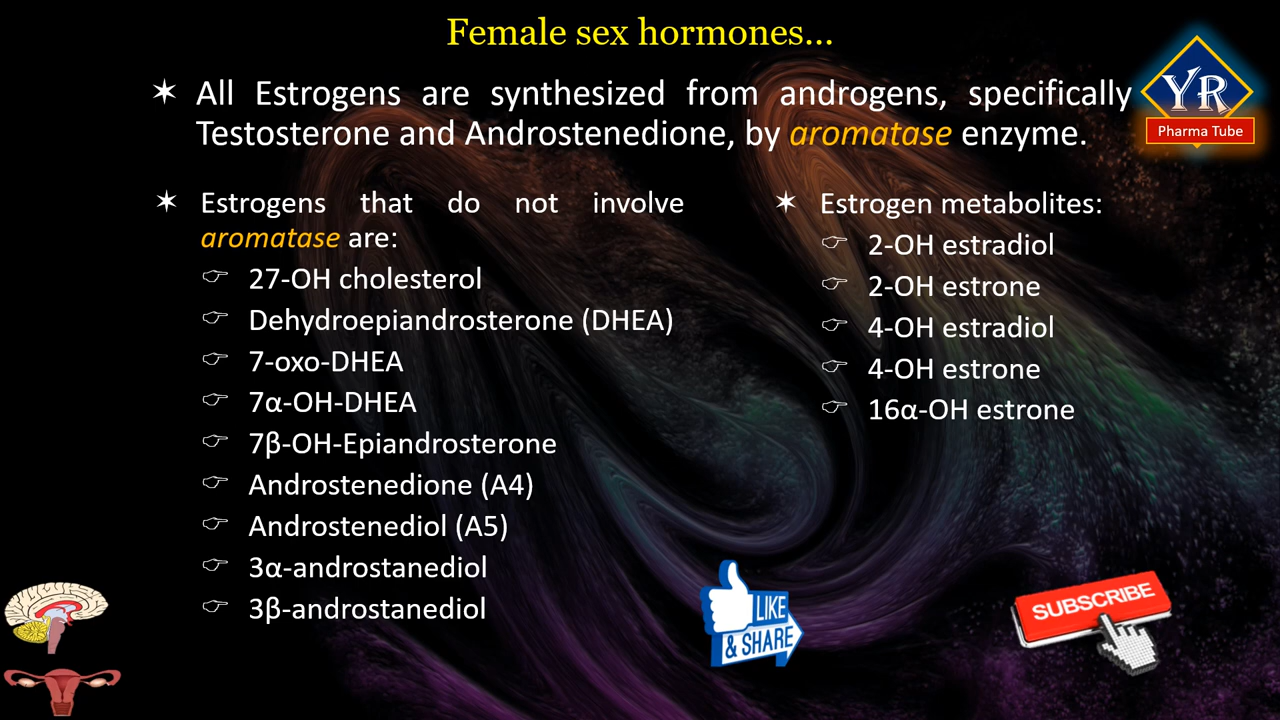 Female sex hormones...
YR
Pharma Tube
✶ All Estrogens are synthesized from androgens, specifically
Testosterone and Androstenedione, by aromatase enzyme.
✶ Estrogens that do not involve
aromatase are:
☞ 27-OH cholesterol
☞ Dehydroepiandrosterone (DHEA)
☞ 7-oxo-DHEA
☞ 7α-OH-DHEA
☞ 7β-OH-Epiandrosterone
☞ Androstenedione (A4)
☞ Androstenediol (A5)
☞ 3α-androstanediol
☞ 3β-androstanediol
✶ Estrogen metabolites:
☞ 2-OH estradiol
☞ 2-OH estrone
☞ 4-OH estradiol
☞ 4-OH estrone
☞ 16α-OH estrone
LIKE
& SHARE
SUBSCRIBE